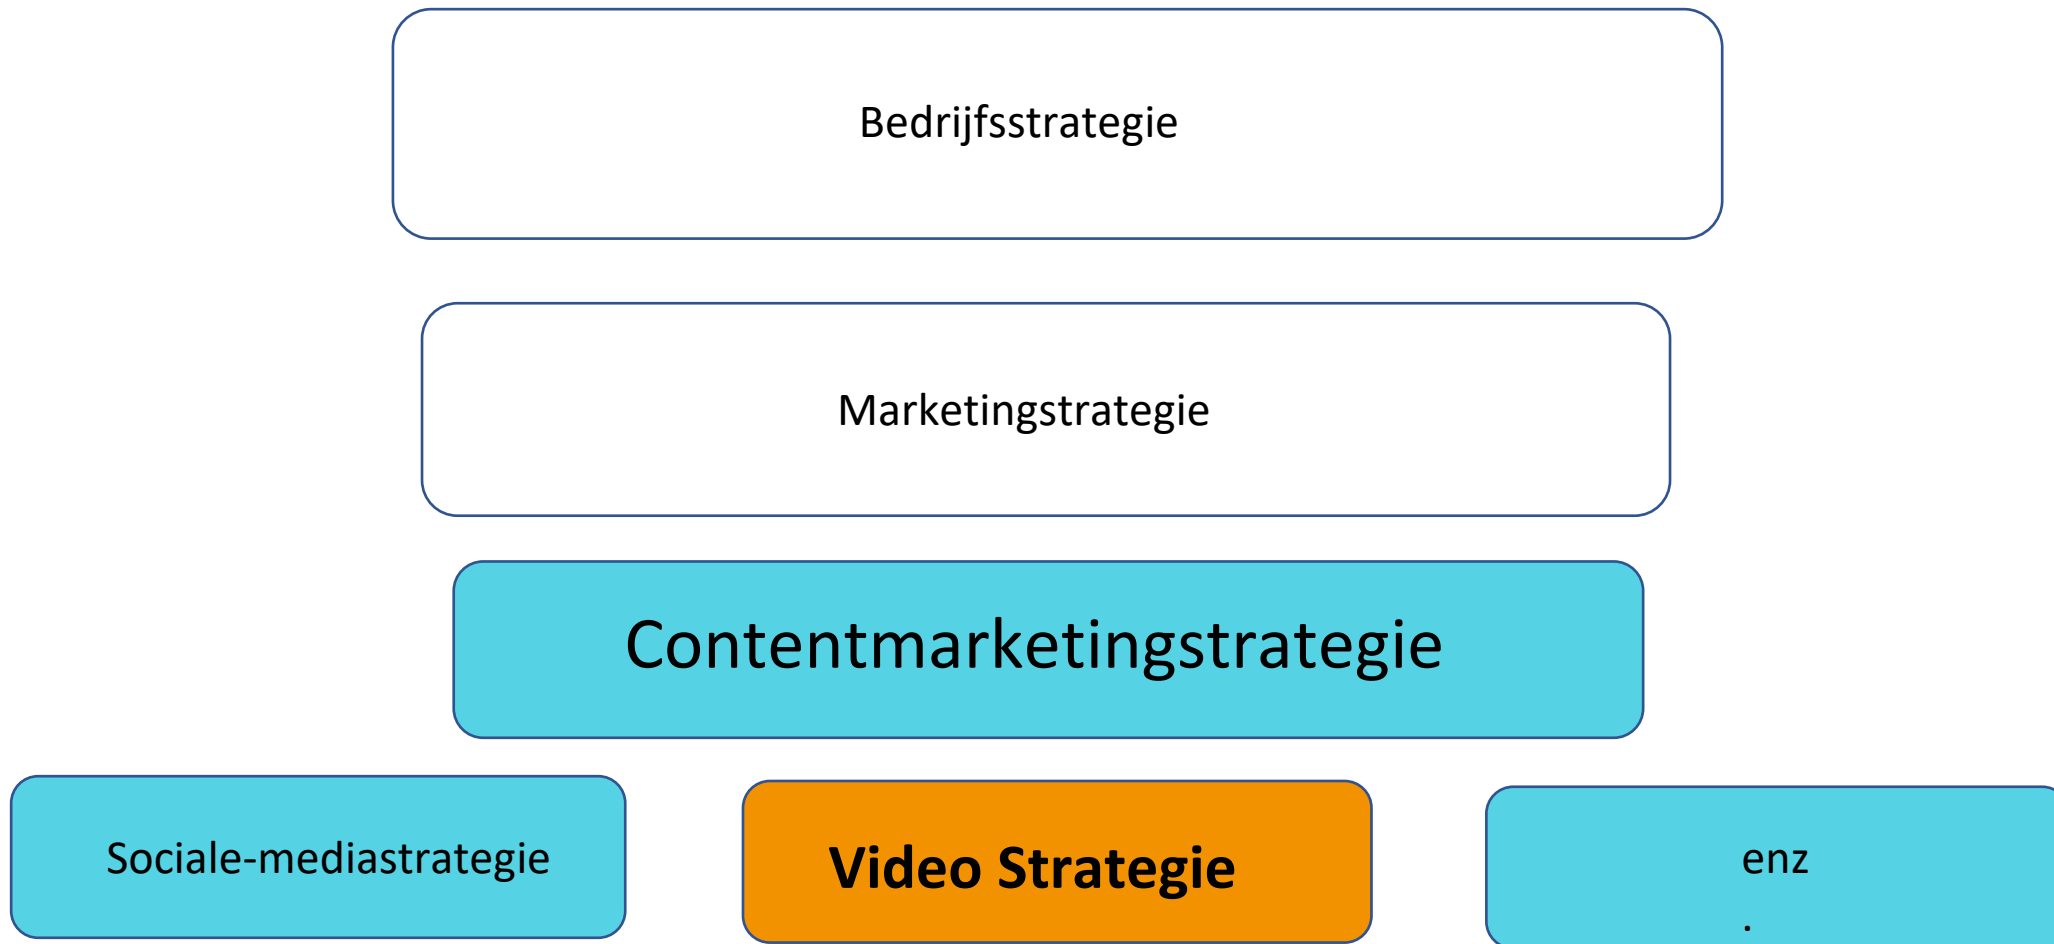 Bedrijfsstrategie
Marketingstrategie
Contentmarketingstrategie
Sociale-mediastrategie
Video Strategie
enz
.